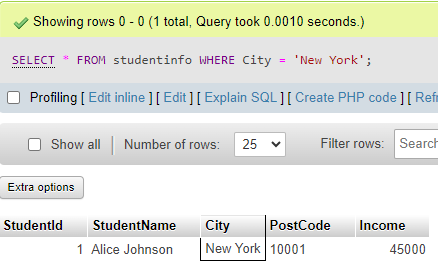 Showing rows 0 - 0 (1 total, Query took 0.0010 seconds.)
SELECT * FROM studentinfo WHERE City = 'New York';
Profiling [ Edit inline ] [ Edit ] [ Explain SQL ] [ Create PHP code ] [ Refr
Show all Number of rows: 25 Filter rows: Search
Extra options
StudentId StudentName City PostCode Income
1 Alice Johnson New York 10001 45000